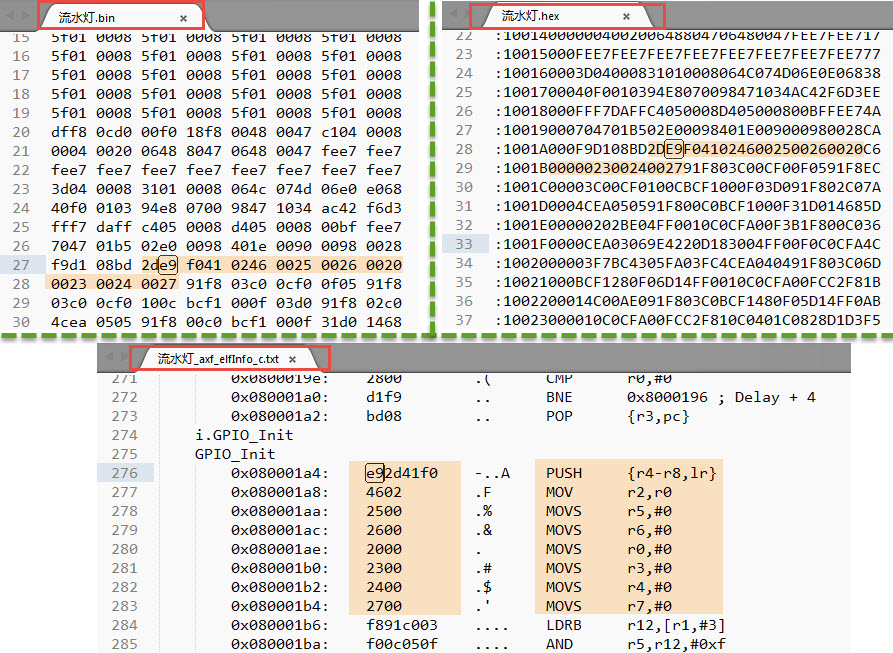 流水灯.bin ×
15 5f01 0008 5f01 0008 5f01 0008 5f01 0008
16 5f01 0008 5f01 0008 5f01 0008 5f01 0008
17 5f01 0008 5f01 0008 5f01 0008 5f01 0008
18 5f01 0008 5f01 0008 5f01 0008 5f01 0008
19 5f01 0008 5f01 0008 5f01 0008 5f01 0008
20 dff8 0cd0 00f0 18f8 0048 0047 c104 0008
21 0004 0020 0648 8047 0648 0047 fee7 fee7
22 fee7 fee7 fee7 fee7 fee7 fee7 fee7 fee7
23 3d04 0008 3101 0008 064c 074d 06e0 e068
24 40f0 0103 94e8 0700 9847 1034 ac42 f6d3
25 fff7 daff c405 0008 d405 0008 00bf fee7
26 7047 01b5 02e0 0098 401e 0090 0098 0028
27 f9d1 08bd 2de9 f041 0246 0025 0026 0020
28 0023 0024 0027 91f8 03c0 0cf0 0f05 91f8
29 03c0 0cf0 100c bcf1 000f 03d0 91f8 02c0
30 4cea 0505 91f8 00c0 bcf1 000f 31d0 1468
流水灯.hex ×
22 :100140000004002006488047064800 47FEE7FEE717
23 :10015000FEE7FEE7FEE7FEE7FEE7FEE7FEE7FEE777
24 :100160003D04000831010008064C074D06E0E06838
25 :1001700040F0010394E8070098471034AC42F6D3EE
26 :10018000FFF7DAFFC4050008D405000800BFFEE74A
27 :10019000704701B502E00098401E009000980028CA
28 :1001A000F9D108BD2DE9F04102460025002600 20C6
29 :1001B00000230024002791F803C00CF00F0591F8EC
30 :1001C00003C00CF0100CBCF1000F03D091F802C07A
31 :1001D0004CEA050591F800C0BCF1000F31D014685D
32 :1001E00000202BE04FF0010C0CFA00F3B1F800C036
33 :1001F0000CEA03069E4220D183004FF00F0C0CFA4C
34 :1002000003F7BC4305FA03FC4CEA040491F803C06D
35 :10021000BCF1280F06D14FF0010C0CFA00FCC2F81B
36 :1002200014C00AE091F803C0BCF1480F05D14FF0AB
37 :10023000010C0CFA00FCC2F810C0401C0828D1D3F5
流水灯_axf_elfInfo_c.txt ×
271 0x0800019e: 2800 .( CMP r0,#0
272 0x080001a0: d1f9 .. BNE 0x8000196 ; Delay + 4
273 0x080001a2: bd08 .. POP {r3,pc}
274 i.GPIO_Init
275 GPIO_Init
276 0x080001a4: e92d41f0 -..A PUSH {r4-r8,lr}
277 0x080001a8: 4602 .F MOV r2,r0
278 0x080001aa: 2500 .% MOVS r5,#0
279 0x080001ac: 2600 .& MOVS r6,#0
280 0x080001ae: 2000 . MOVS r0,#0
281 0x080001b0: 2300 .# MOVS r3,#0
282 0x080001b2: 2400 .$ MOVS r4,#0
283 0x080001b4: 2700 .' MOVS r7,#0
284 0x080001b6: f891c003 .... LDRB r12,[r1,#3]
285 0x080001ba: f00c050f .... AND r5,r12,#0xf